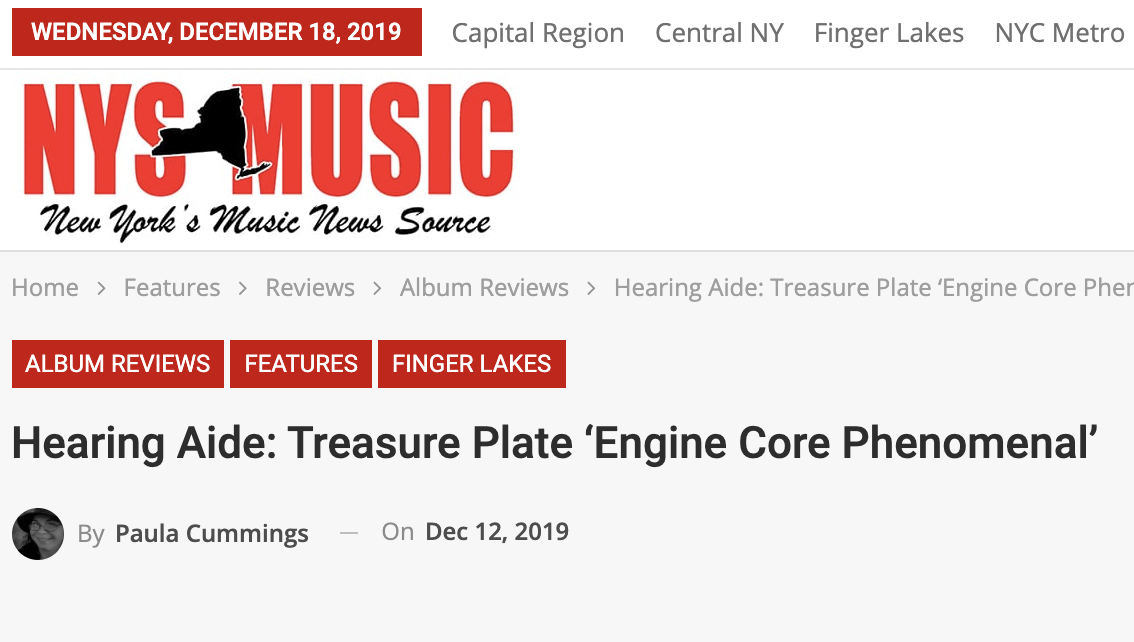 WEDNESDAY, DECEMBER 18, 2019 Capital Region Central NY Finger Lakes NYC Metro
NYS MUSIC
New York's Music News Source
Home > Features > Reviews > Album Reviews > Hearing Aide: Treasure Plate ‘Engine Core Phen
ALBUM REVIEWS FEATURES FINGER LAKES
Hearing Aide: Treasure Plate ‘Engine Core Phenomenal’
By Paula Cummings — On Dec 12, 2019